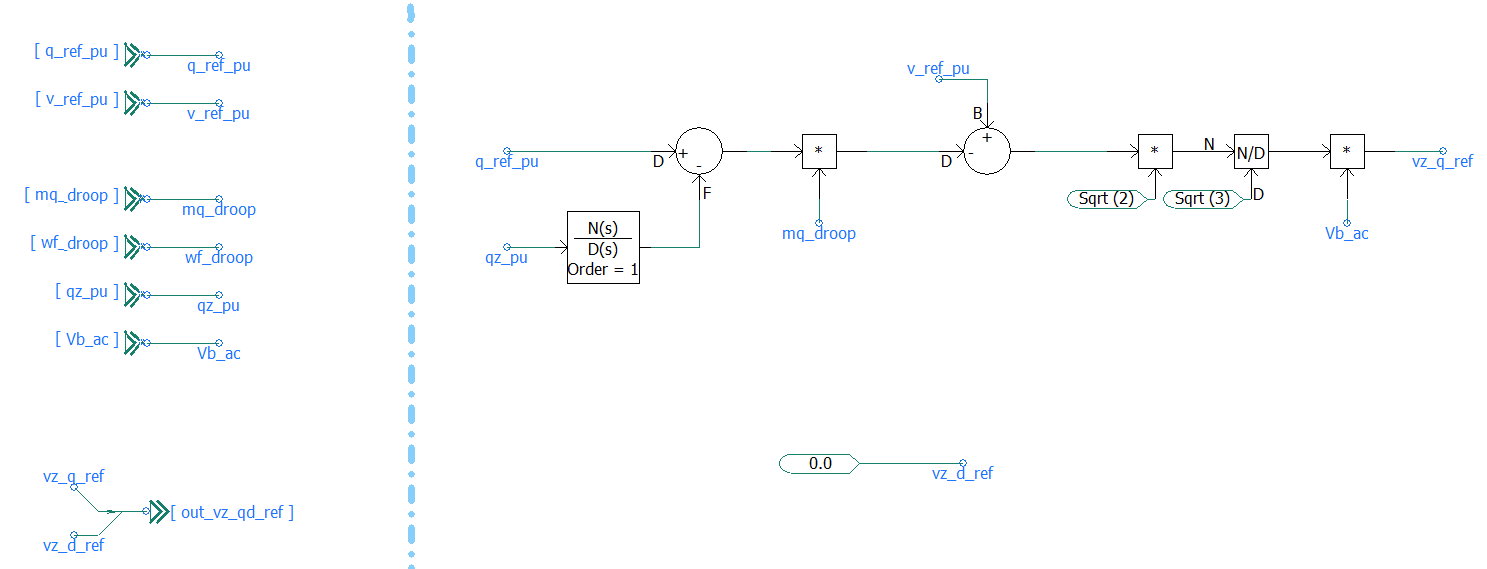 [ q_ref_pu ]
q_ref_pu
[ v_ref_pu ]
v_ref_pu
[ mq_droop ]
mq_droop
[ wf_droop ]
wf_droop
[ qz_pu ]
qz_pu
[ Vb_ac ]
Vb_ac
vz_q_ref
[ out_vz_qd_ref ]
vz_d_ref
v_ref_pu
B
+
q_ref_pu
D
+
-
F
*
mq_droop
D
-
*
N
N/D
*
vz_q_ref
Sqrt (2)
Sqrt (3)
D
Vb_ac
qz_pu
N(s)
D(s)
Order = 1
0.0
vz_d_ref